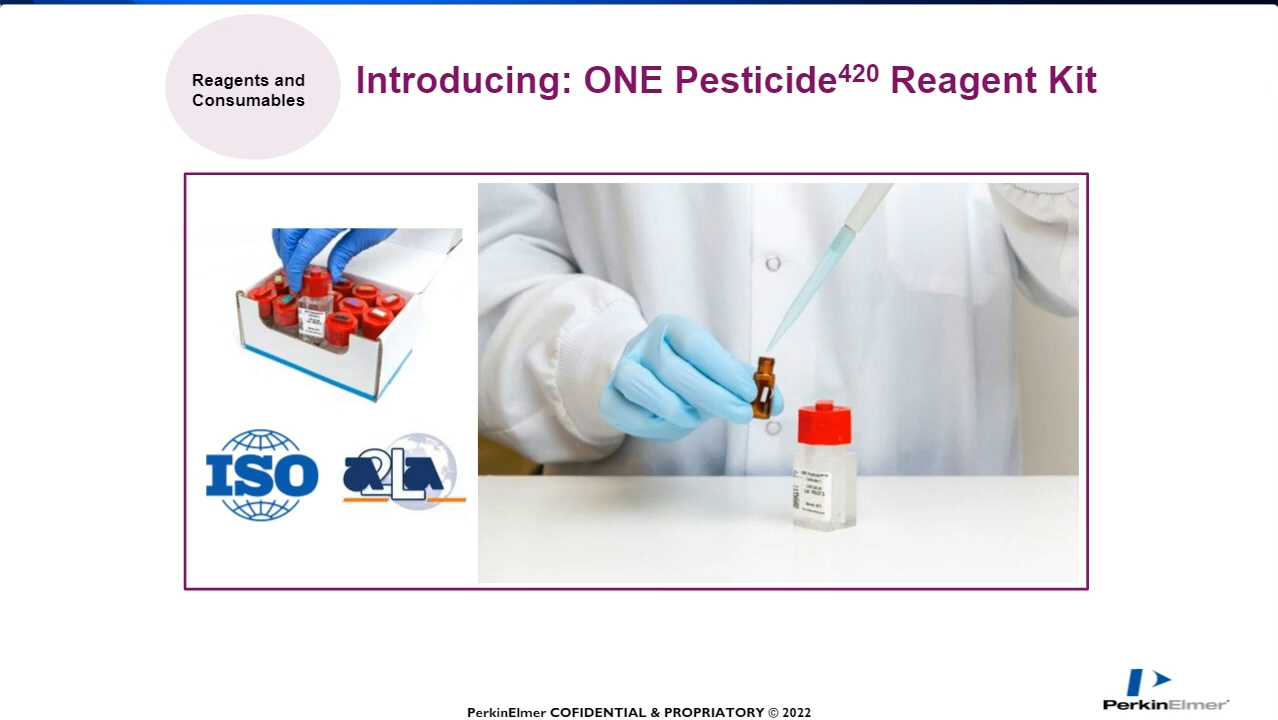 Reagents and
Consumables
Introducing: ONE Pesticide⁴²⁰ Reagent Kit
ISO
a2La
PerkinElmer COFIDENTIAL & PROPRIATORY © 2022
PerkinElmer